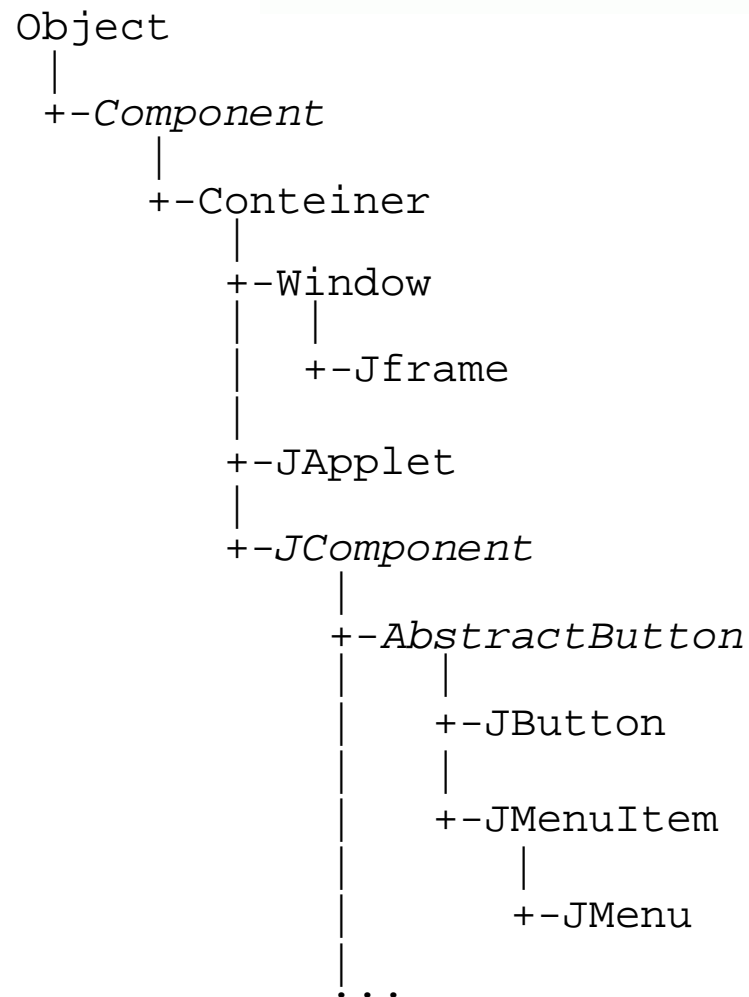 Object
|
+-Component
|
+-Conteiner
|
+-Window
| |
| +-Jframe
|
+-JApplet
|
+-JComponent
|
+-AbstractButton
| |
| +-JButton
| |
| +-JMenuItem
| |
| +-JMenu
|
...